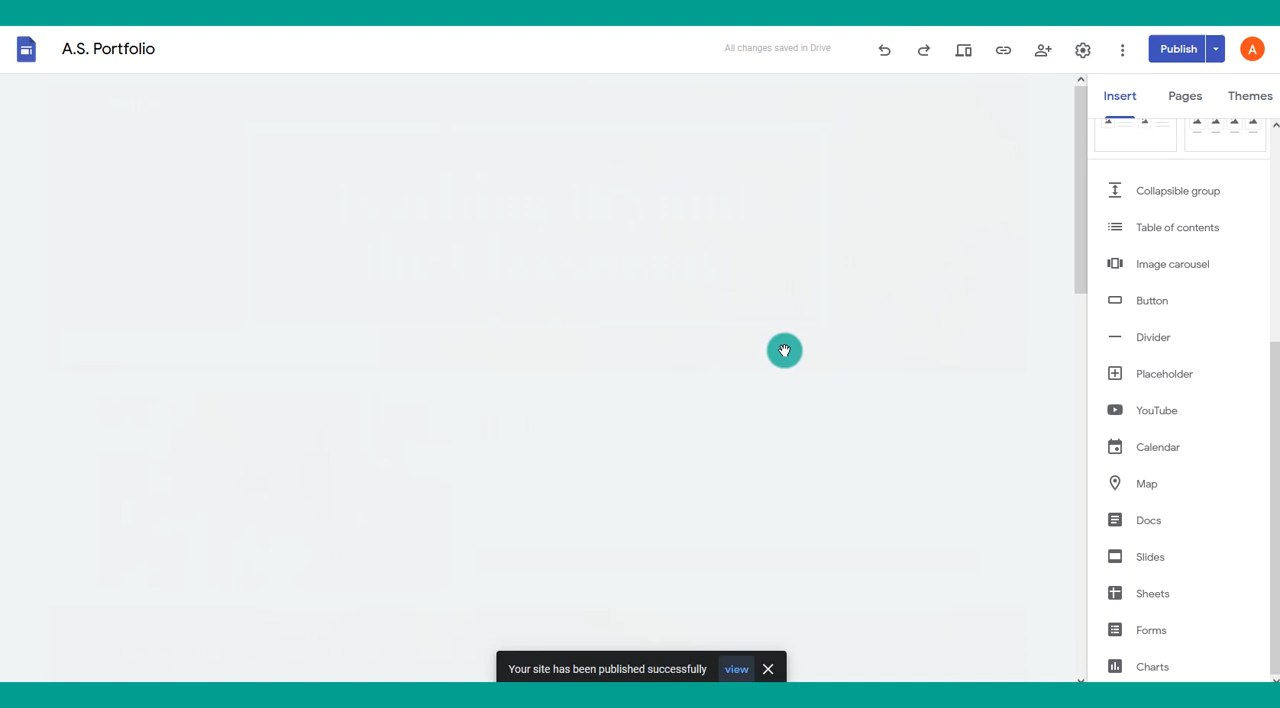 A.S. Portfolio
All changes saved in Drive
Publish
A
Insert
Pages
Themes
Collapsible group
Table of contents
Image carousel
Button
Divider
Placeholder
YouTube
Calendar
Map
Docs
Slides
Sheets
Forms
Charts
Your site has been published successfully
view